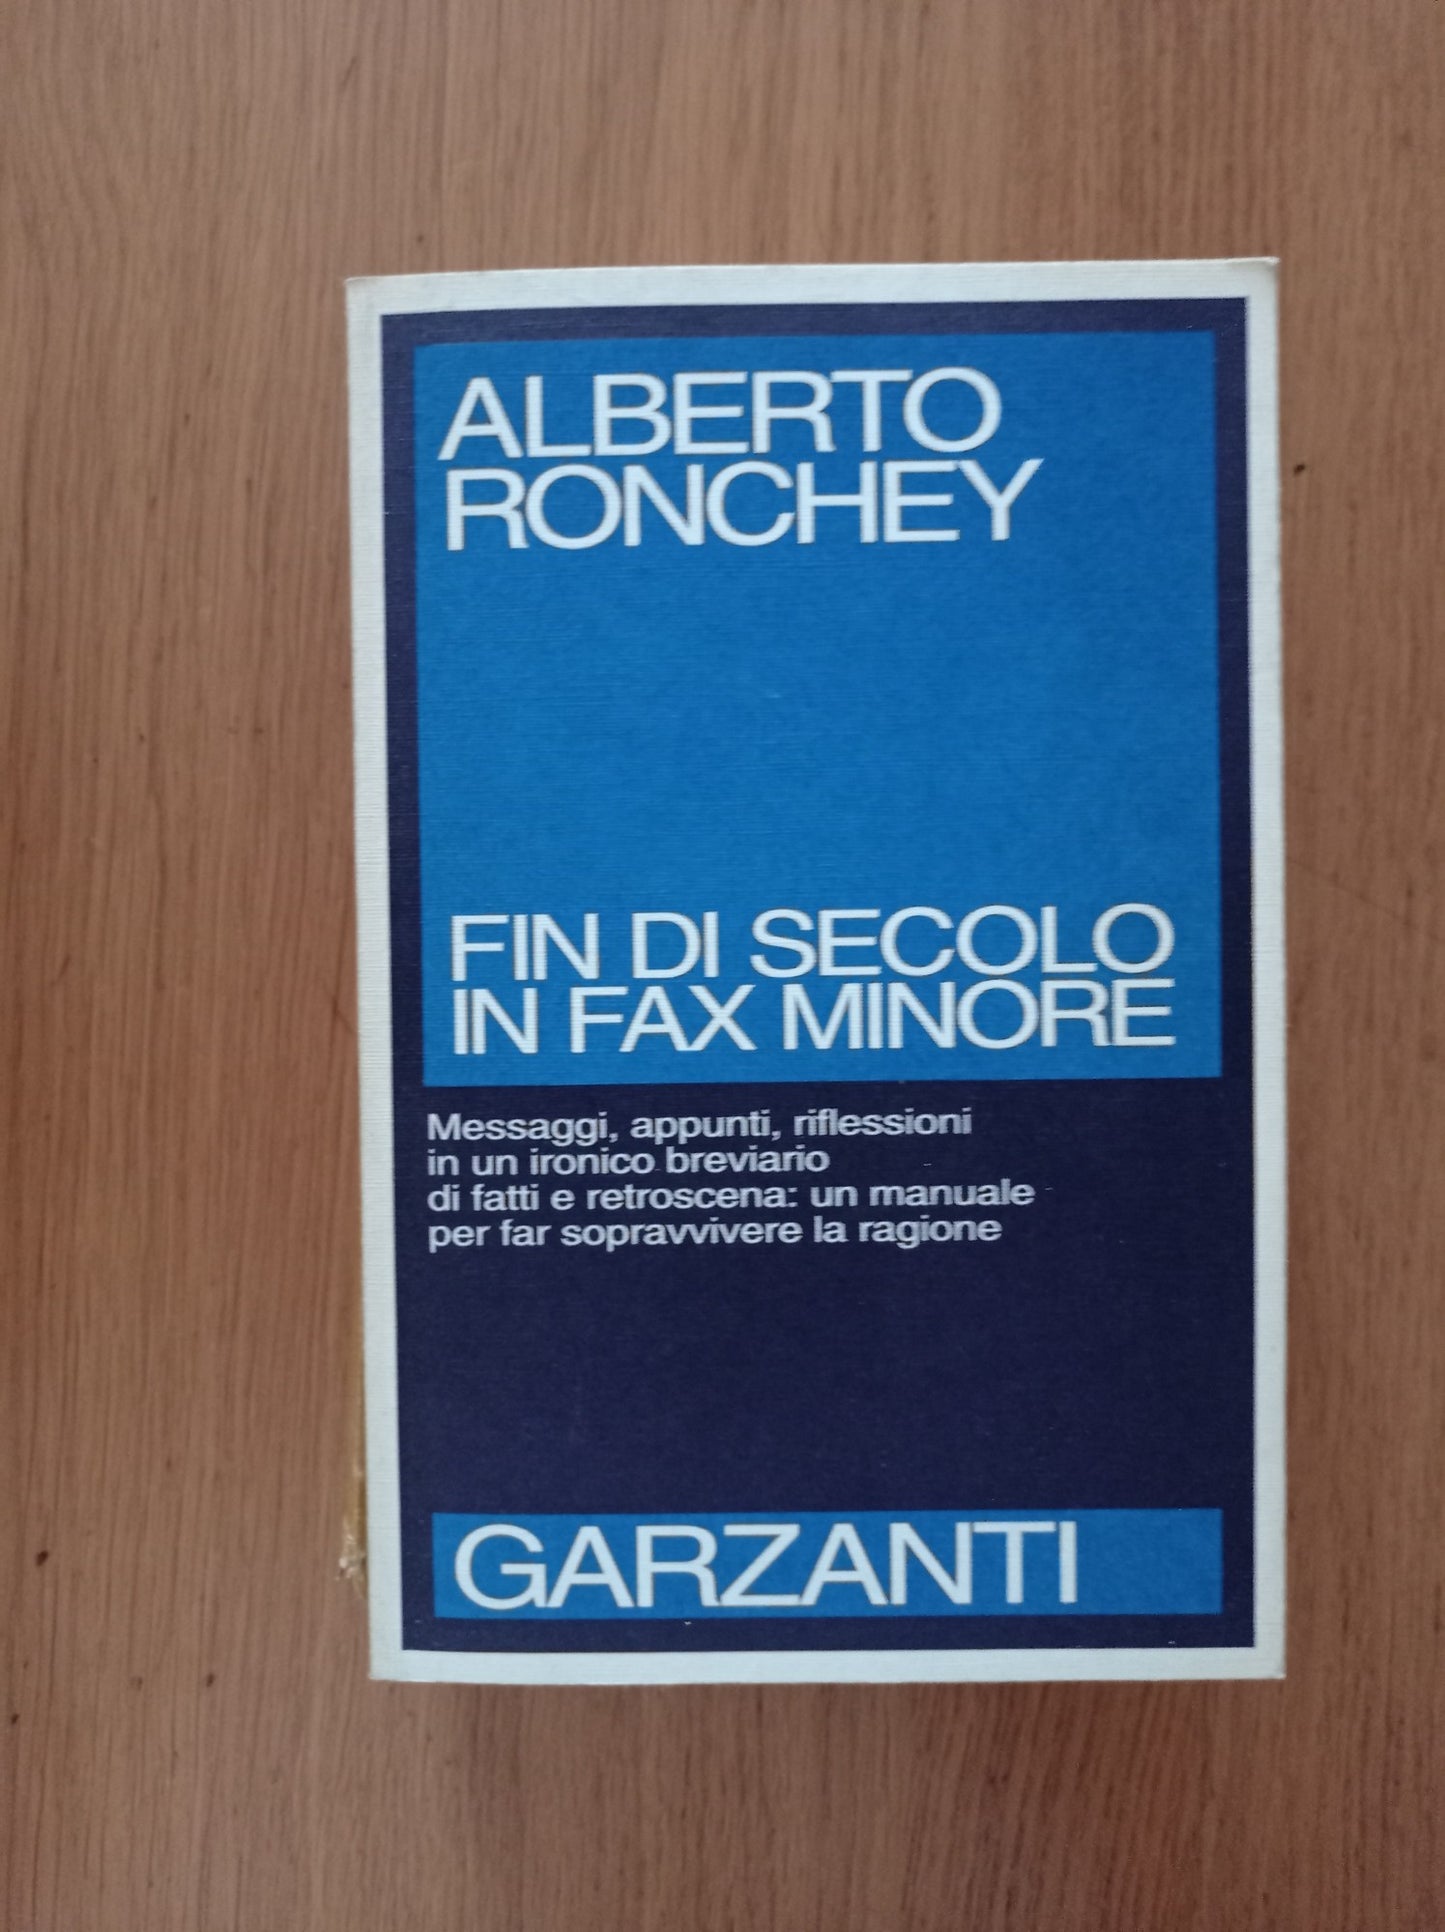 ALBERTO
RONCHEY
FIN DI SECOLO
IN FAX MINORE
Messaggi, appunti, riflessioni
in un ironico breviario
di fatti e retroscena: un manuale
per far sopravvivere la ragione
GARZANTI